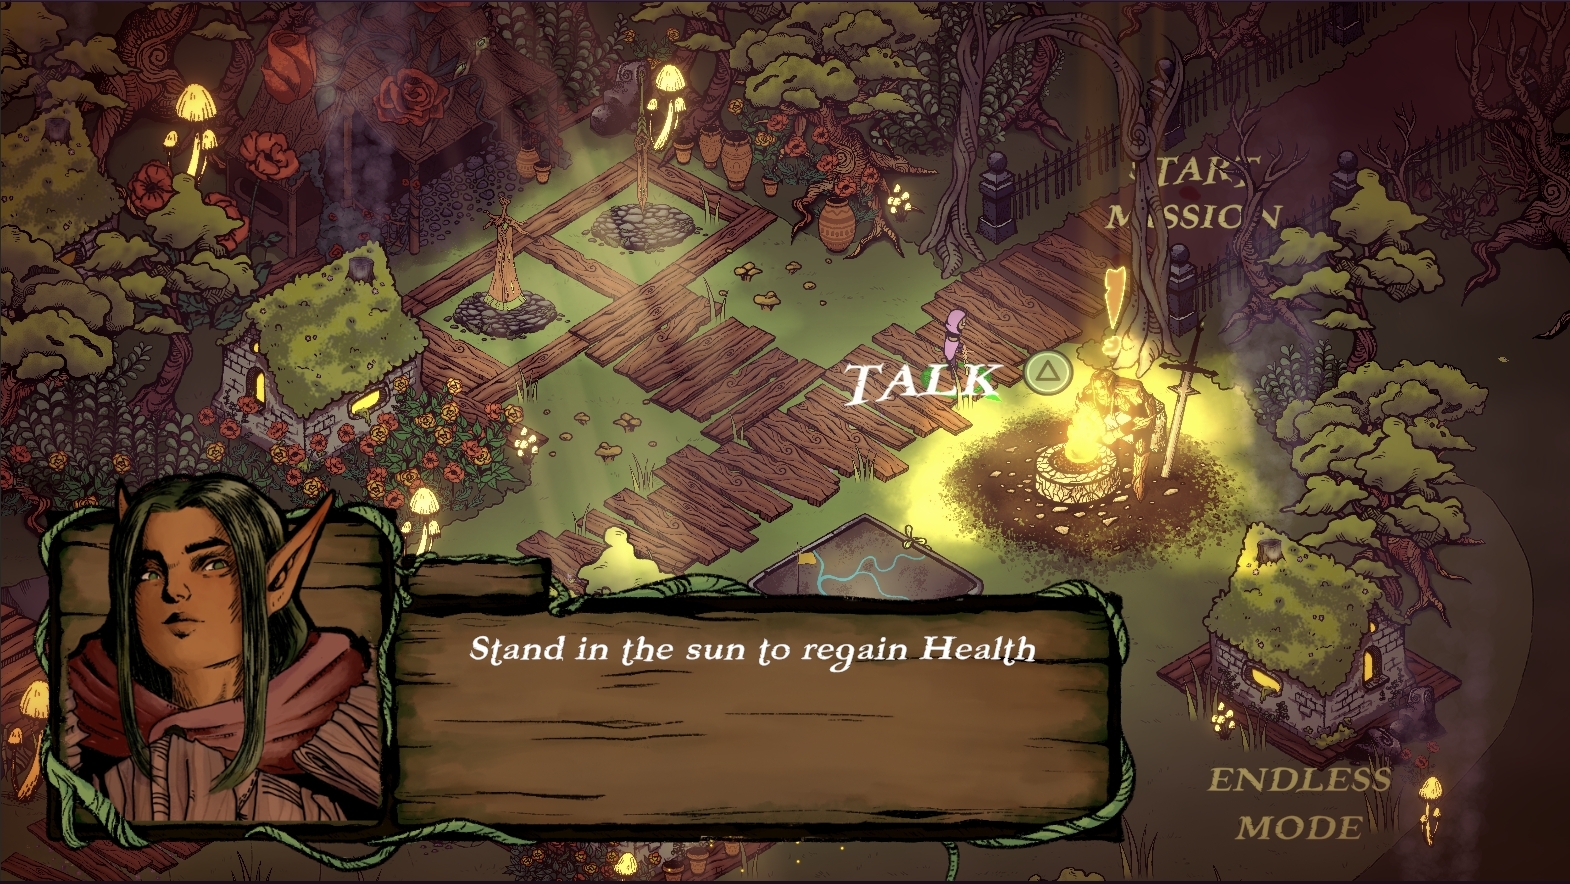 START
MISSION
TALK
Stand in the sun to regain Health
ENDLESS
MODE